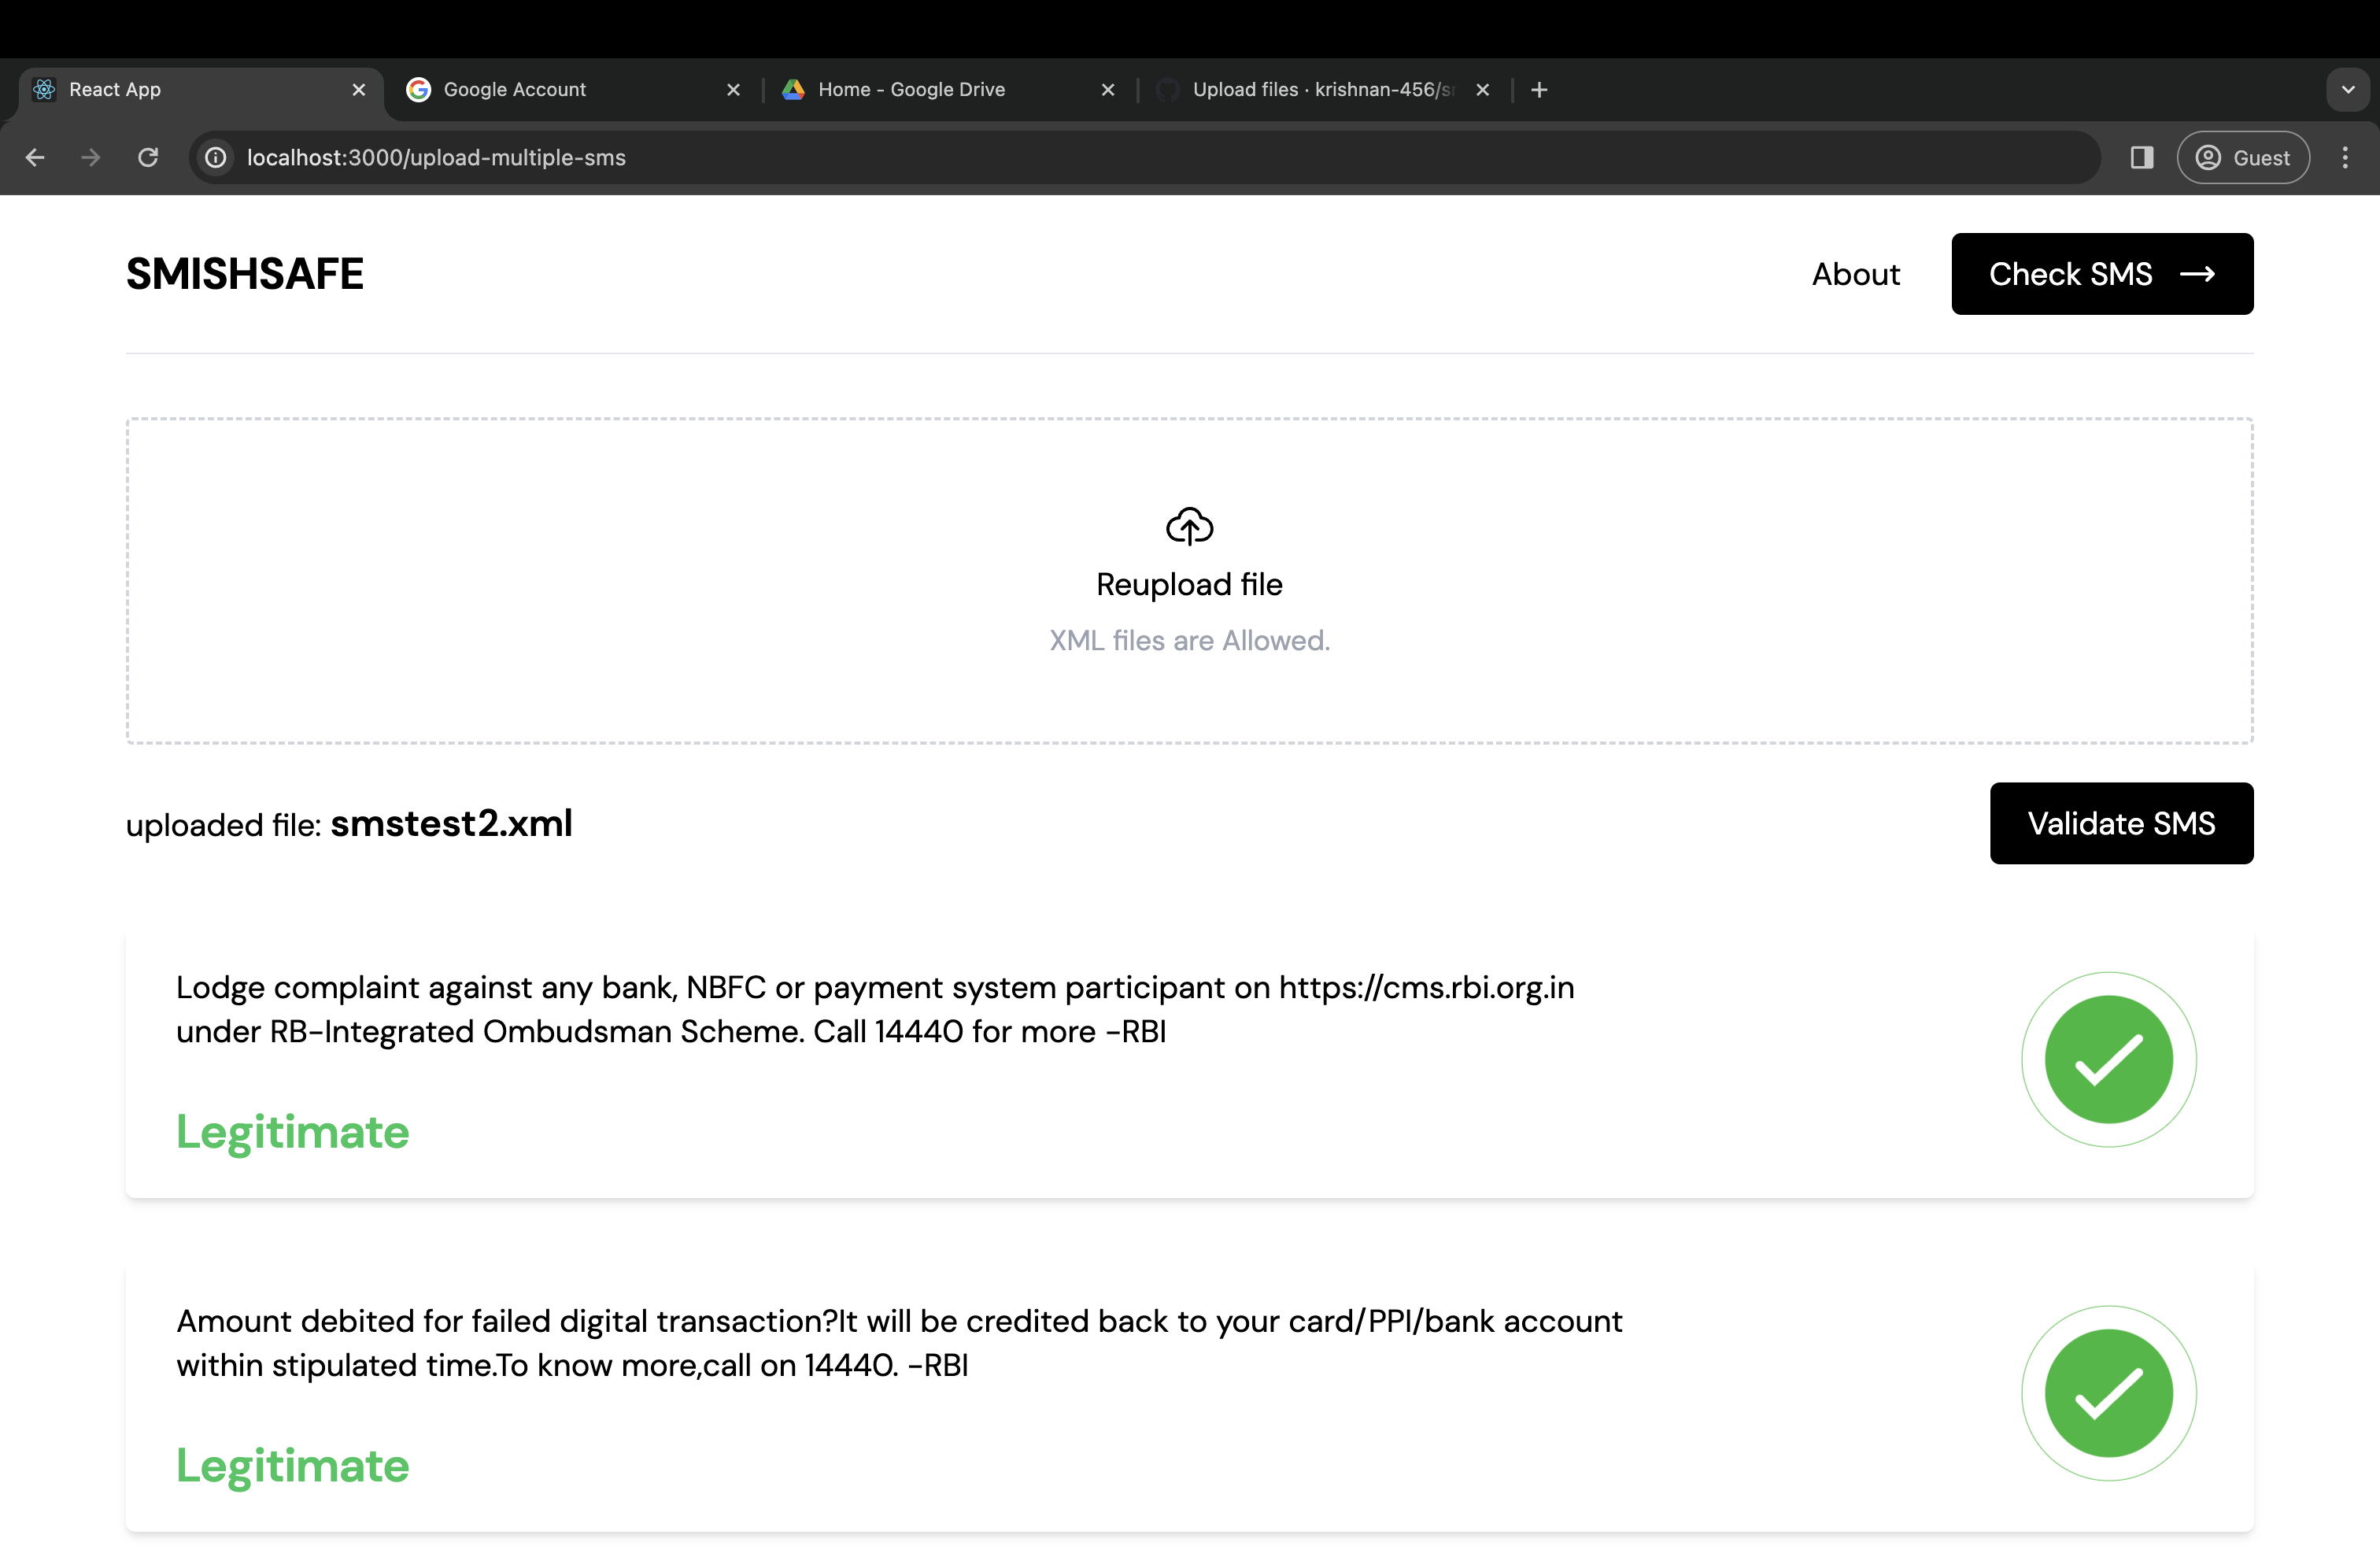 React App
Google Account
Home - Google Drive
Upload files · krishnan-456/s
localhost:3000/upload-multiple-sms
Guest
SMISHSAFE
About
Check SMS
Reupload file
XML files are Allowed.
uploaded file: smstest2.xml
Validate SMS
Lodge complaint against any bank, NBFC or payment system participant on https://cms.rbi.org.in
under RB-Integrated Ombudsman Scheme. Call 14440 for more -RBI
Legitimate
Amount debited for failed digital transaction?It will be credited back to your card/PPI/bank account
within stipulated time.To know more,call on 14440. -RBI
Legitimate